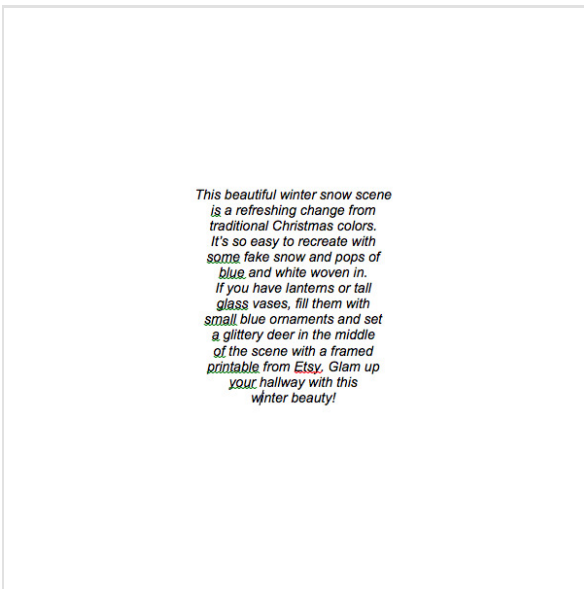 This beautiful winter snow scene
is a refreshing change from
traditional Christmas colors.
It's so easy to recreate with
some fake snow and pops of
blue and white woven in.
If you have lanterns or tall
glass vases, fill them with
small blue ornaments and set
a glittery deer in the middle
of the scene with a framed
printable from Etsy. Glam up
your hallway with this
winter beauty!